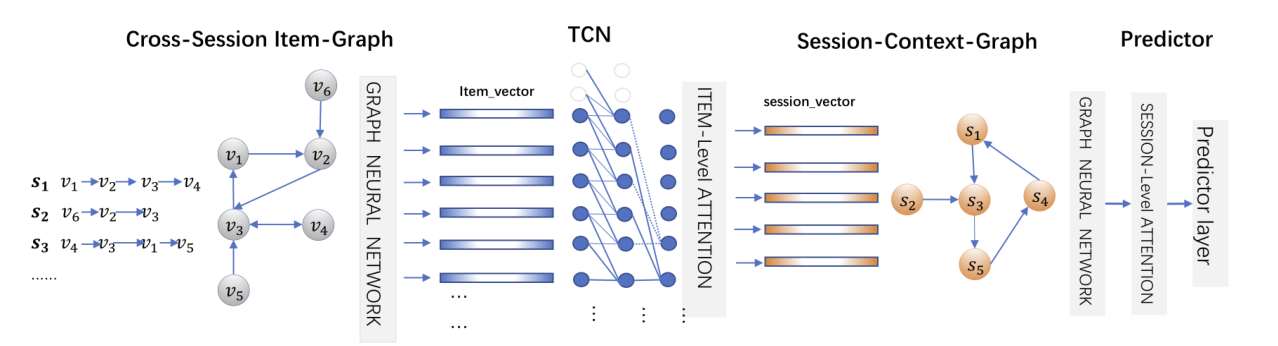 Cross-Session Item-Graph
TCN
Session-Context-Graph
Predictor
s1 v1 v2 v3 v4
s2 v6 v2 v3
s3 v4 v3 v1 v5
......
v6
v1
v2
v3
v4
v5
GRAPH NEURAL NETWORK
Item_vector
...
...
ITEM-Level ATTENTION
session_vector
s1
s2
s3
s4
s5
GRAPH NEURAL NETWORK
SESSION-Level ATTENTION
Predictor layer